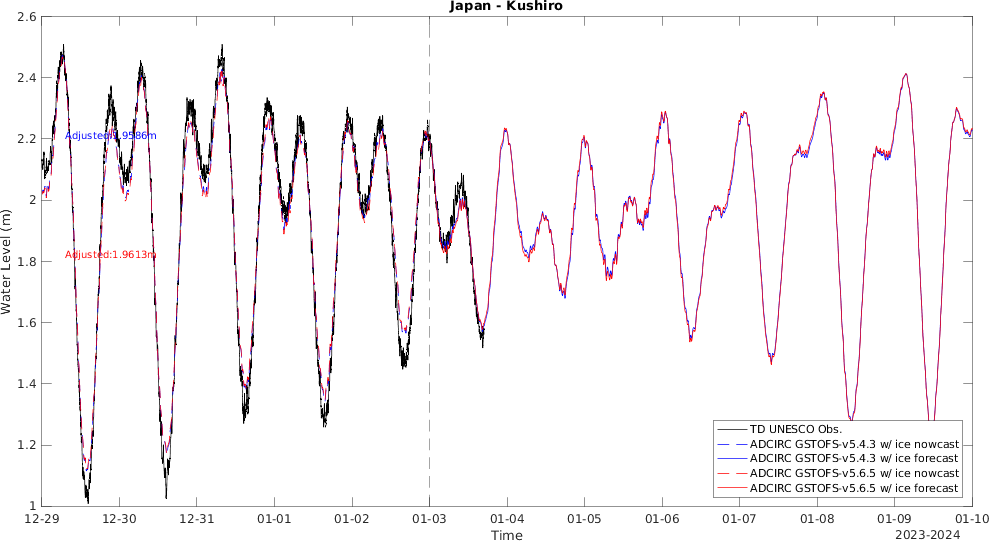 Japan - Kushiro
2.6
2.4
2.2
2
1.8
1.6
1.4
1.2
1
Water Level (m)
Adjusted:1.9586m
Adjusted:1.9613m
TD UNESCO Obs.
ADCIRC GSTOFS-v5.4.3 w/ ice nowcast
ADCIRC GSTOFS-v5.4.3 w/ ice forecast
ADCIRC GSTOFS-v5.6.5 w/ ice nowcast
ADCIRC GSTOFS-v5.6.5 w/ ice forecast
12-29 12-30 12-31 01-01 01-02 01-03 01-04 01-05 01-06 01-07 01-08 01-09 01-10
Time
2023-2024